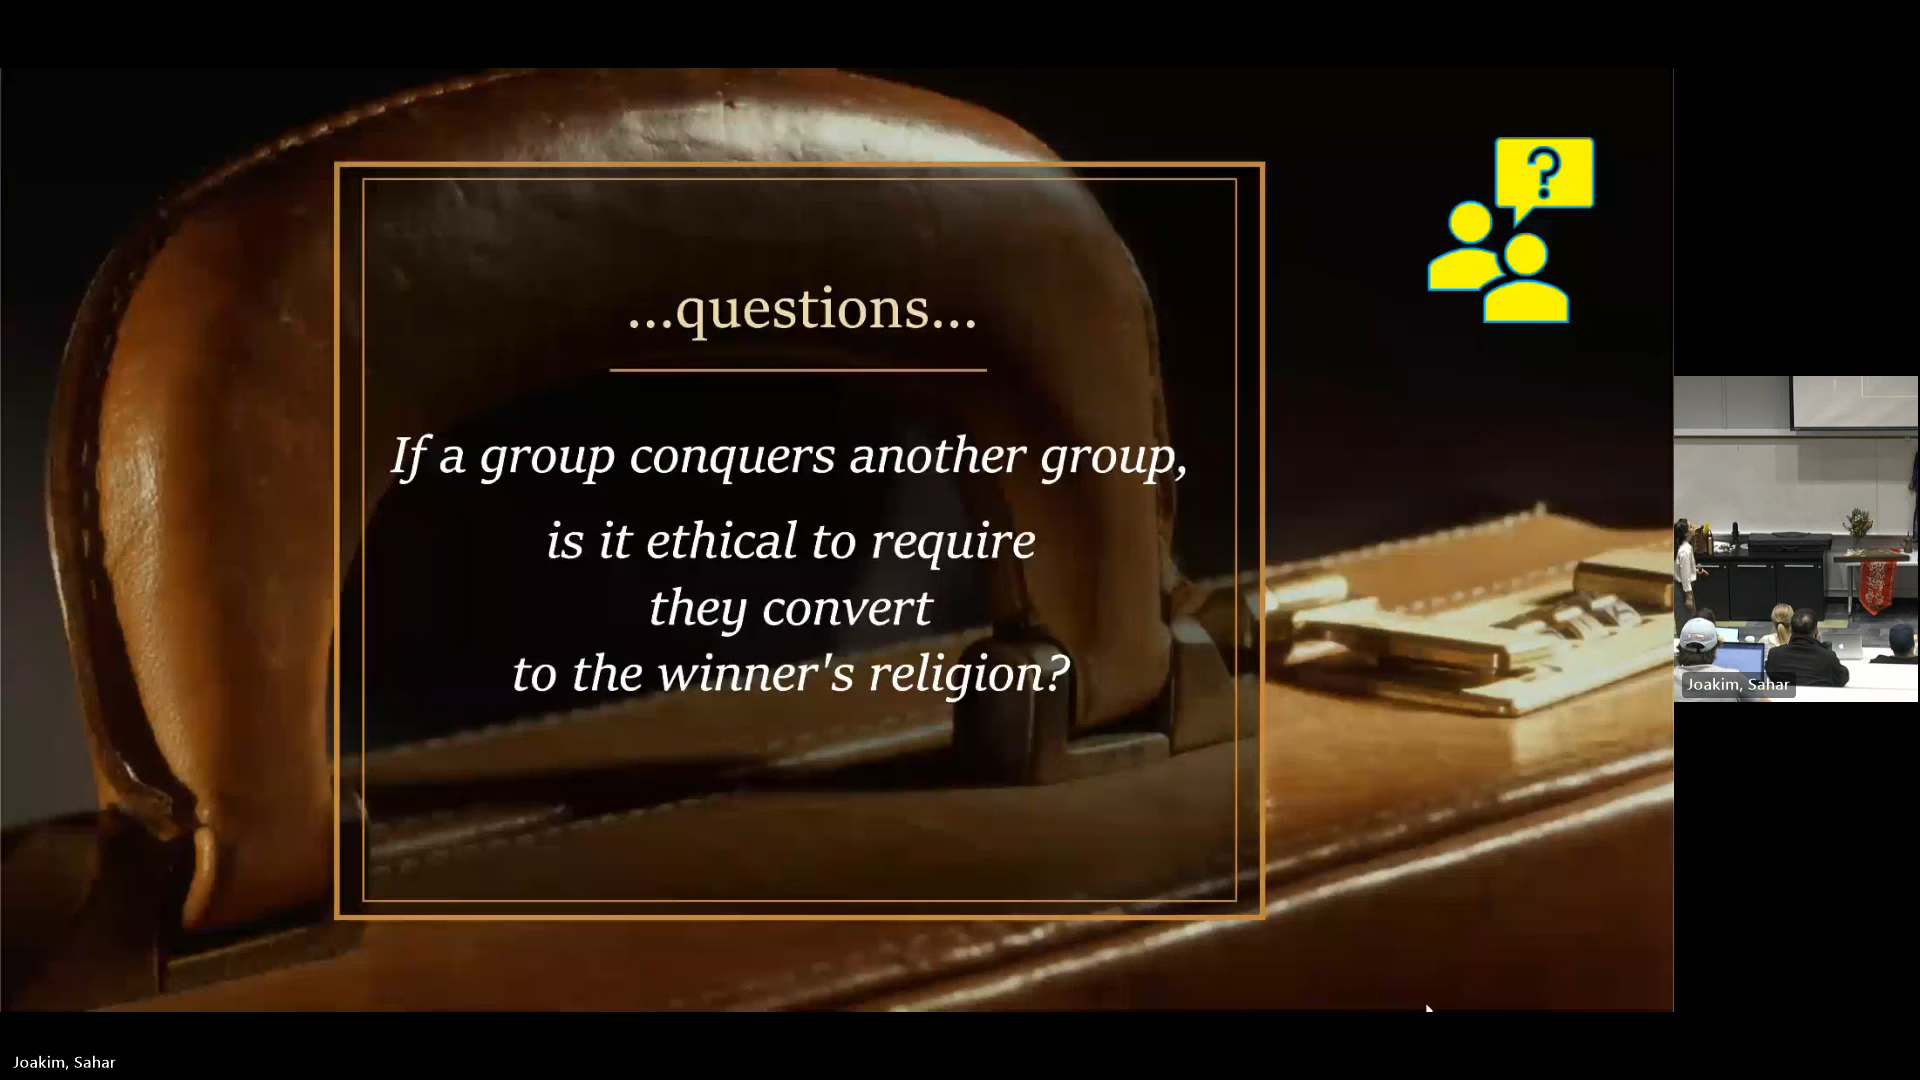 ...questions...
If a group conquers another group,
is it ethical to require
they convert
to the winner's religion?
?
Joakim, Sahar
Joakim, Sahar